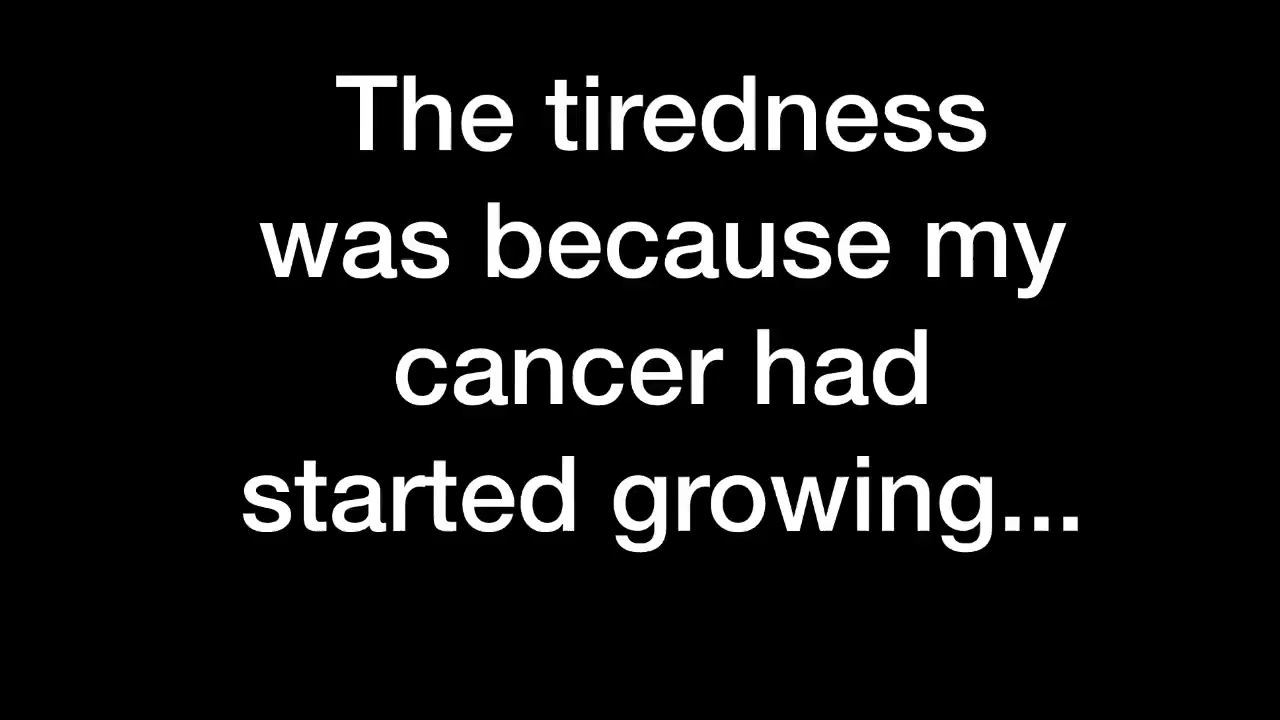 The tiredness
was because my
cancer had
started growing...